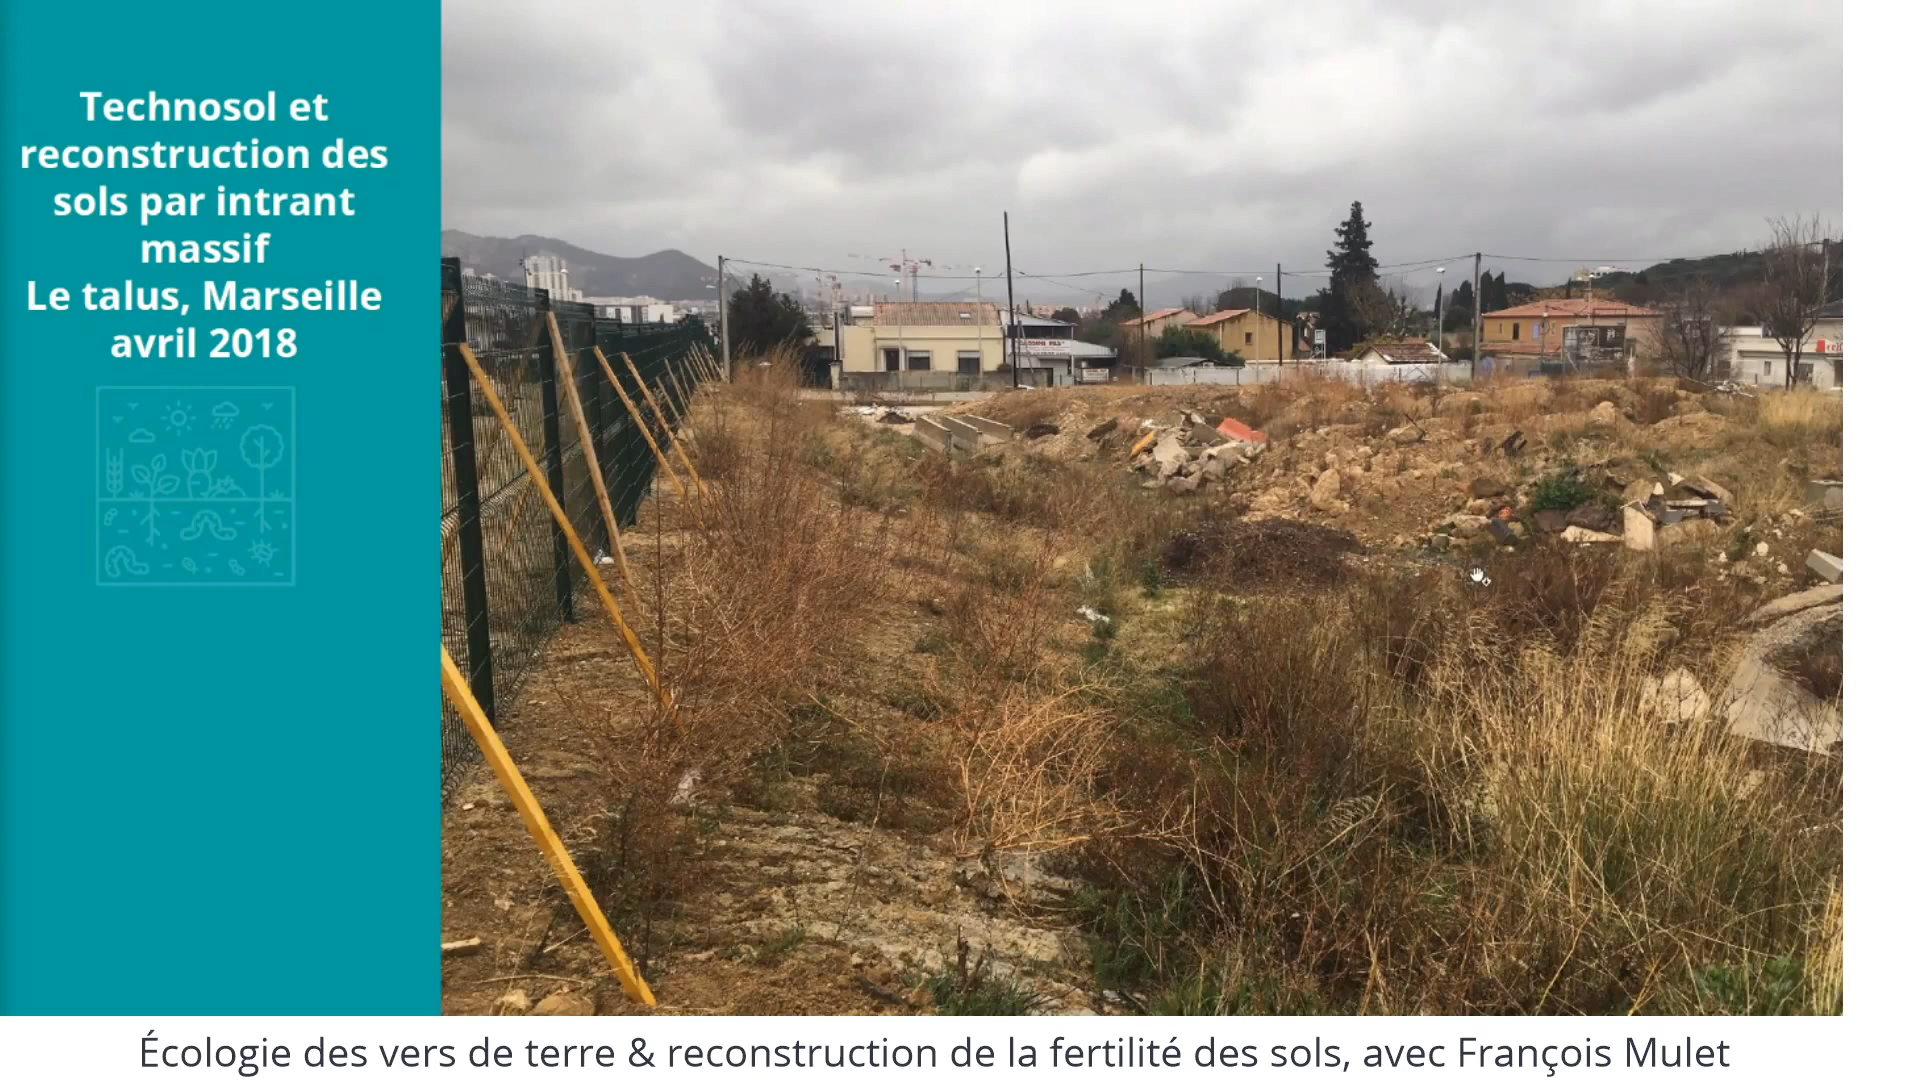 Technosol et
reconstruction des
sols par intrant
massif
Le talus, Marseille
avril 2018
Écologie des vers de terre & reconstruction de la fertilité des sols, avec François Mulet